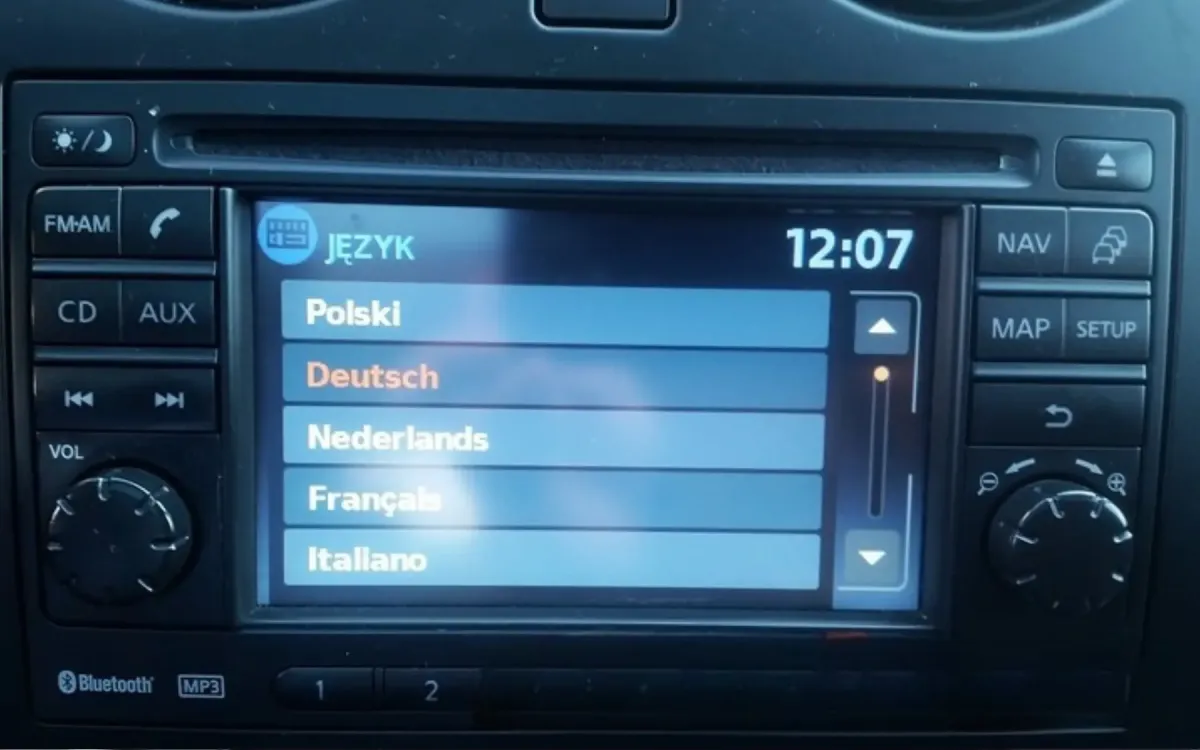 FM·AM
CD
AUX
VOL
JĘZYK
12:07
Polski
Deutsch
Nederlands
Français
Italiano
NAV
MAP
SETUP
Bluetooth
MP3
1
2